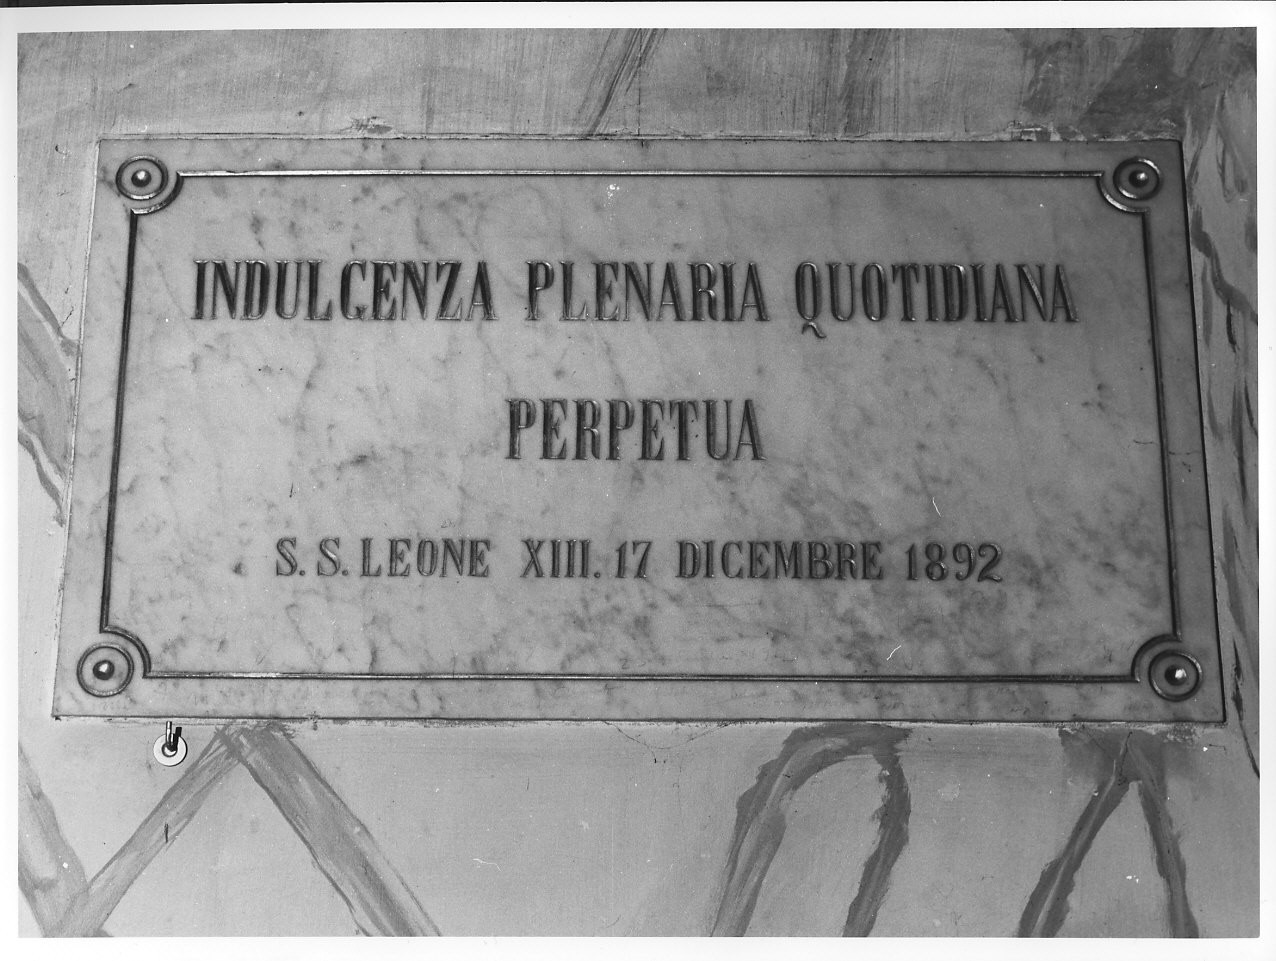 INDULGENZA PLENARIA QUOTIDIANA
PERPETUA
S.S. LEONE XIII. 17 DICEMBRE 1892